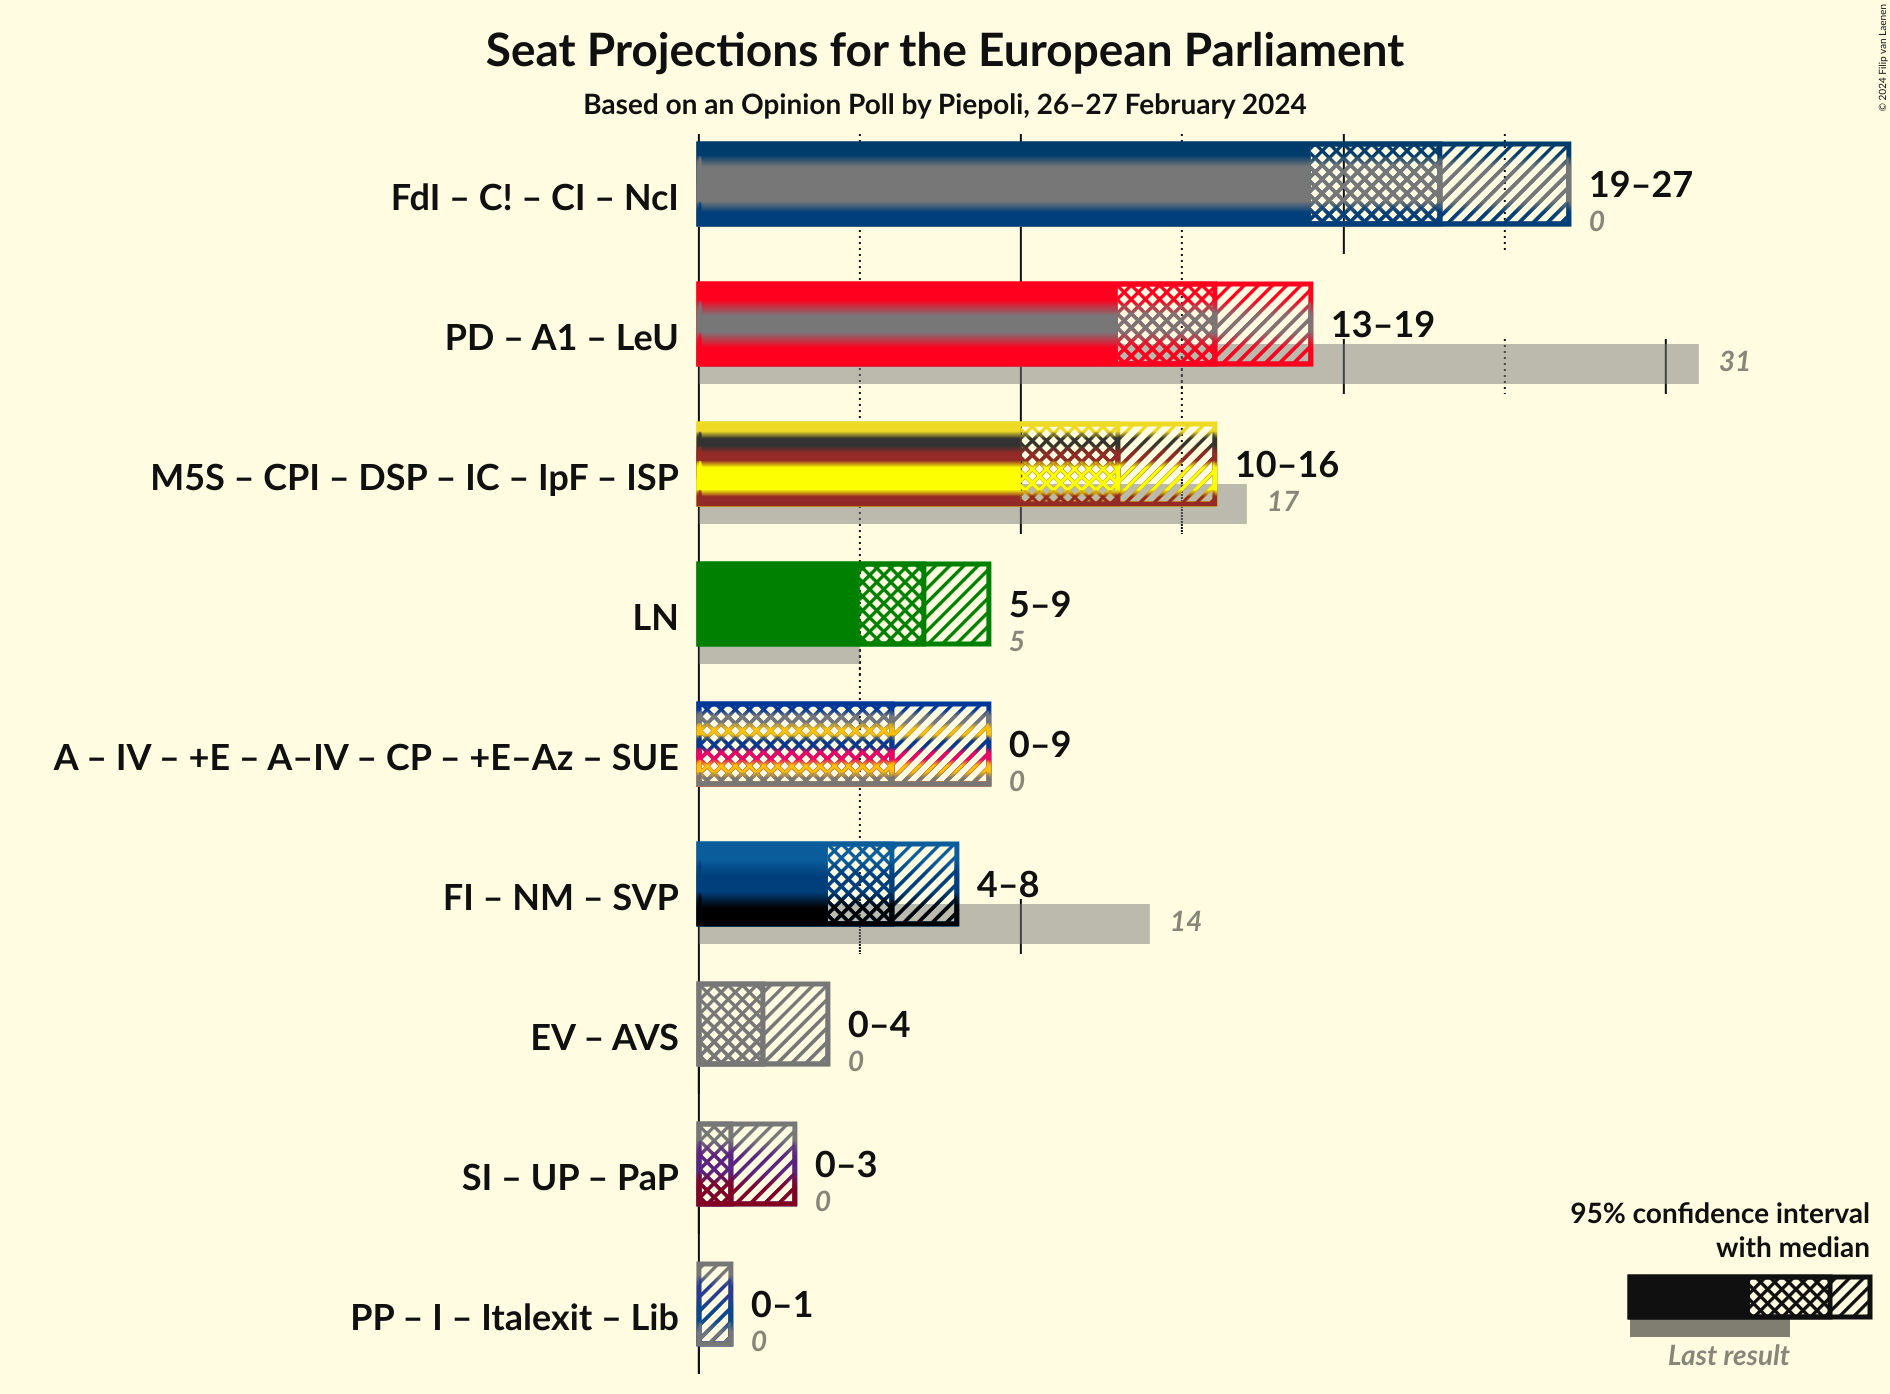 Seat Projections for the European Parliament
Based on an Opinion Poll by Piepoli, 26–27 February 2024
© 2024 Filip van Laenen
FdI – C! – CI – NcI
19–27
0
PD – A1 – LeU
13–19
31
M5S – CPI – DSP – IC – IpF – ISP
10–16
17
LN
5–9
5
A – IV – +E – A–IV – CP – +E–Az – SUE
0–9
0
FI – NM – SVP
4–8
14
EV – AVS
0–4
0
SI – UP – PaP
0–3
0
PP – I – Italexit – Lib
0–1
0
95% confidence interval
with median
Last result